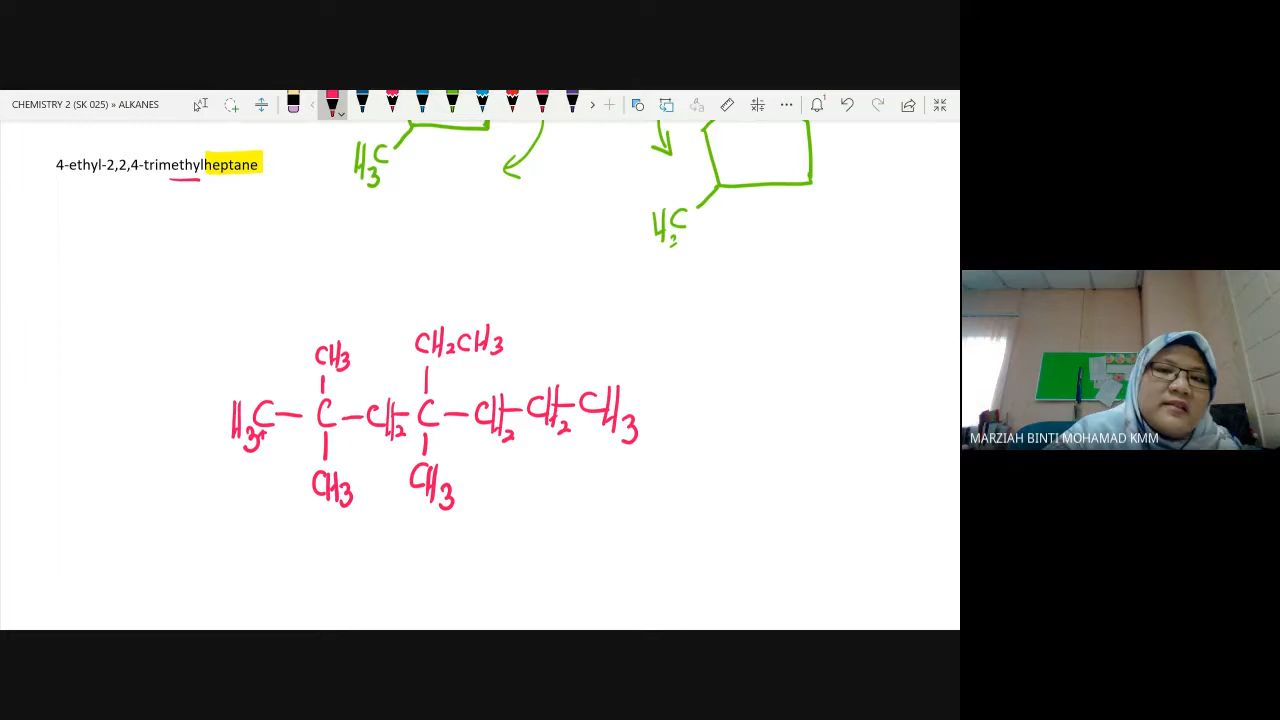 CHEMISTRY 2 (SK 025) » ALKANES
4-ethyl-2,2,4-trimethylheptane
H3C
H3C
CH3 CH2CH3
H3C — C — CH2 — C — CH2 — CH2 — CH3
CH3 CH3
MARZIAH BINTI MOHAMAD KMM